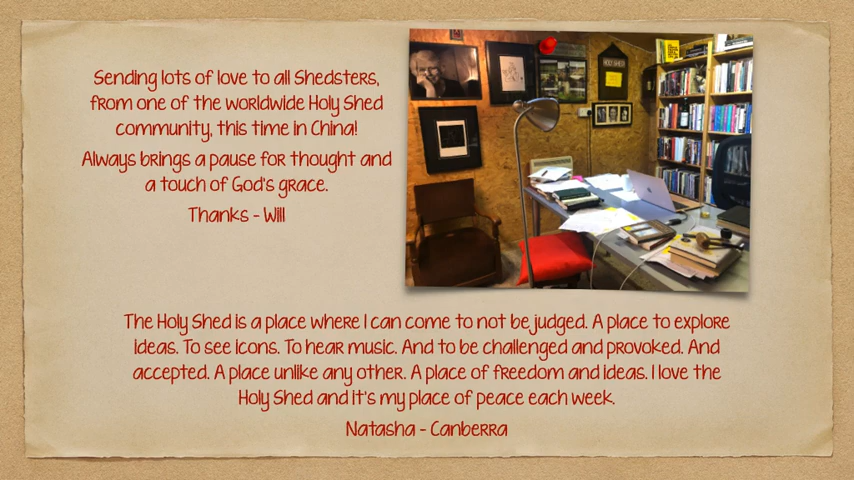 Sending lots of love to all Shedsters,
from one of the worldwide Holy Shed
community, this time in China!
Always brings a pause for thought and
a touch of God's grace.
Thanks - Will
HOLY SHED
The Holy Shed is a place where I can come to not be judged. A place to explore
ideas. To see icons. To hear music. And to be challenged and provoked. And
accepted. A place unlike any other. A place of freedom and ideas. I love the
Holy Shed and it's my place of peace each week.
Natasha - Canberra